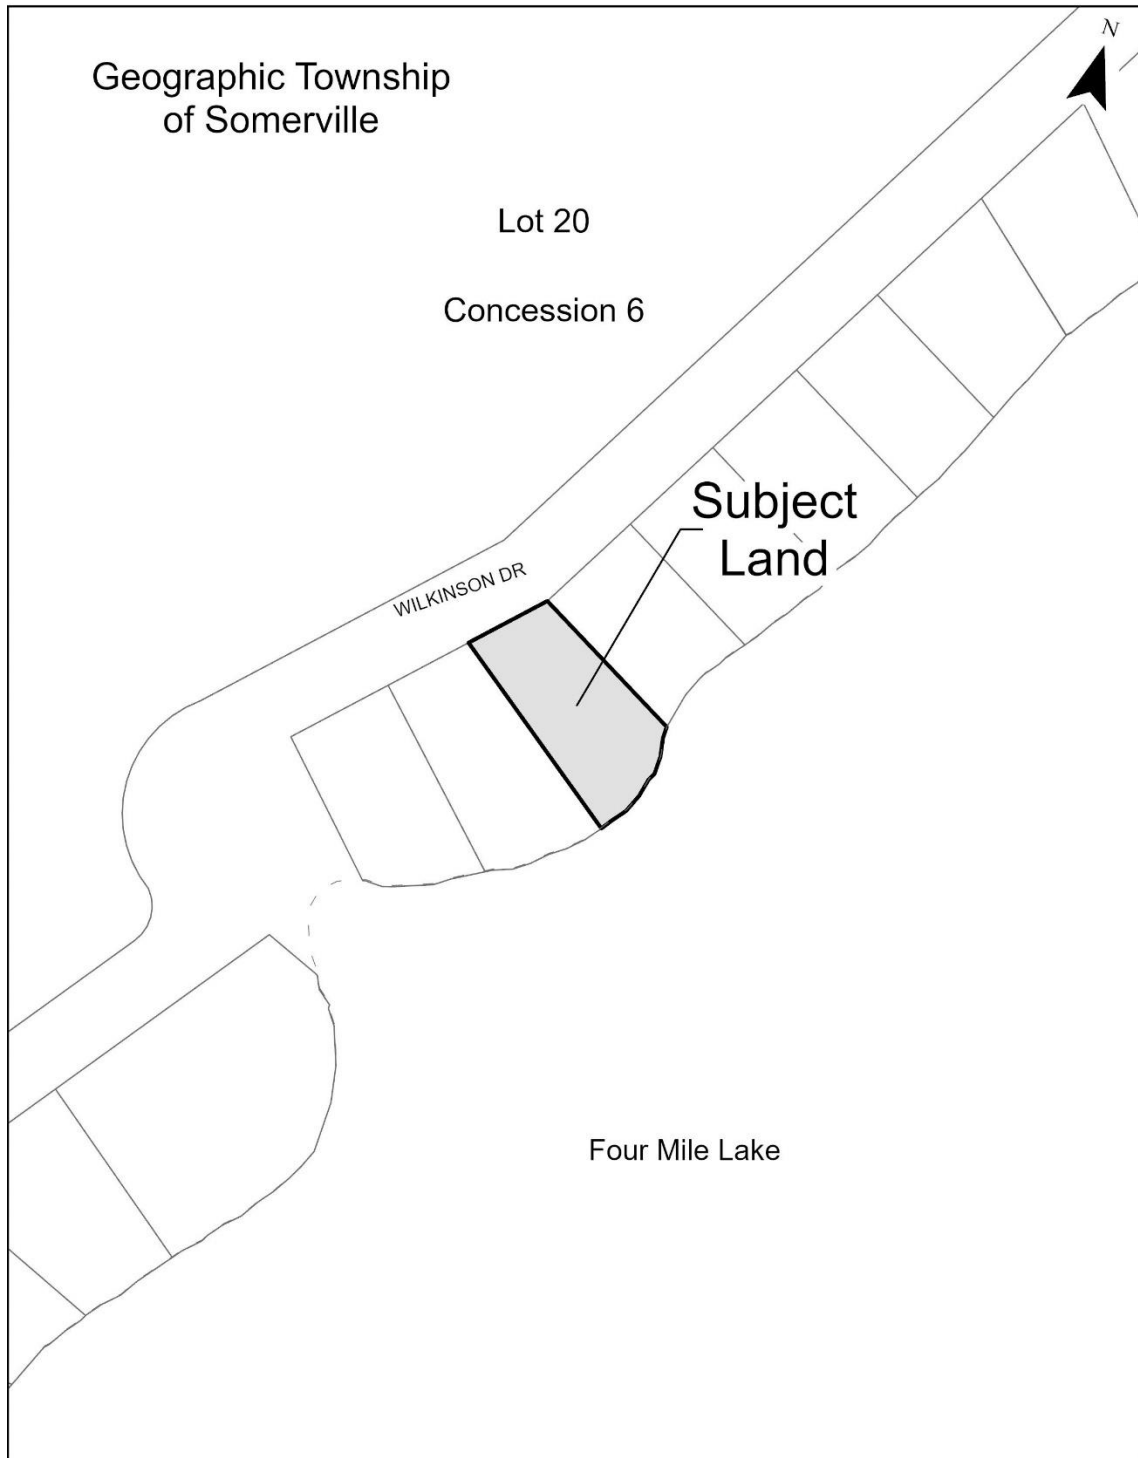 N
Geographic Township
of Somerville
Lot 20
Concession 6
Subject
Land
WILKINSON DR
Four Mile Lake